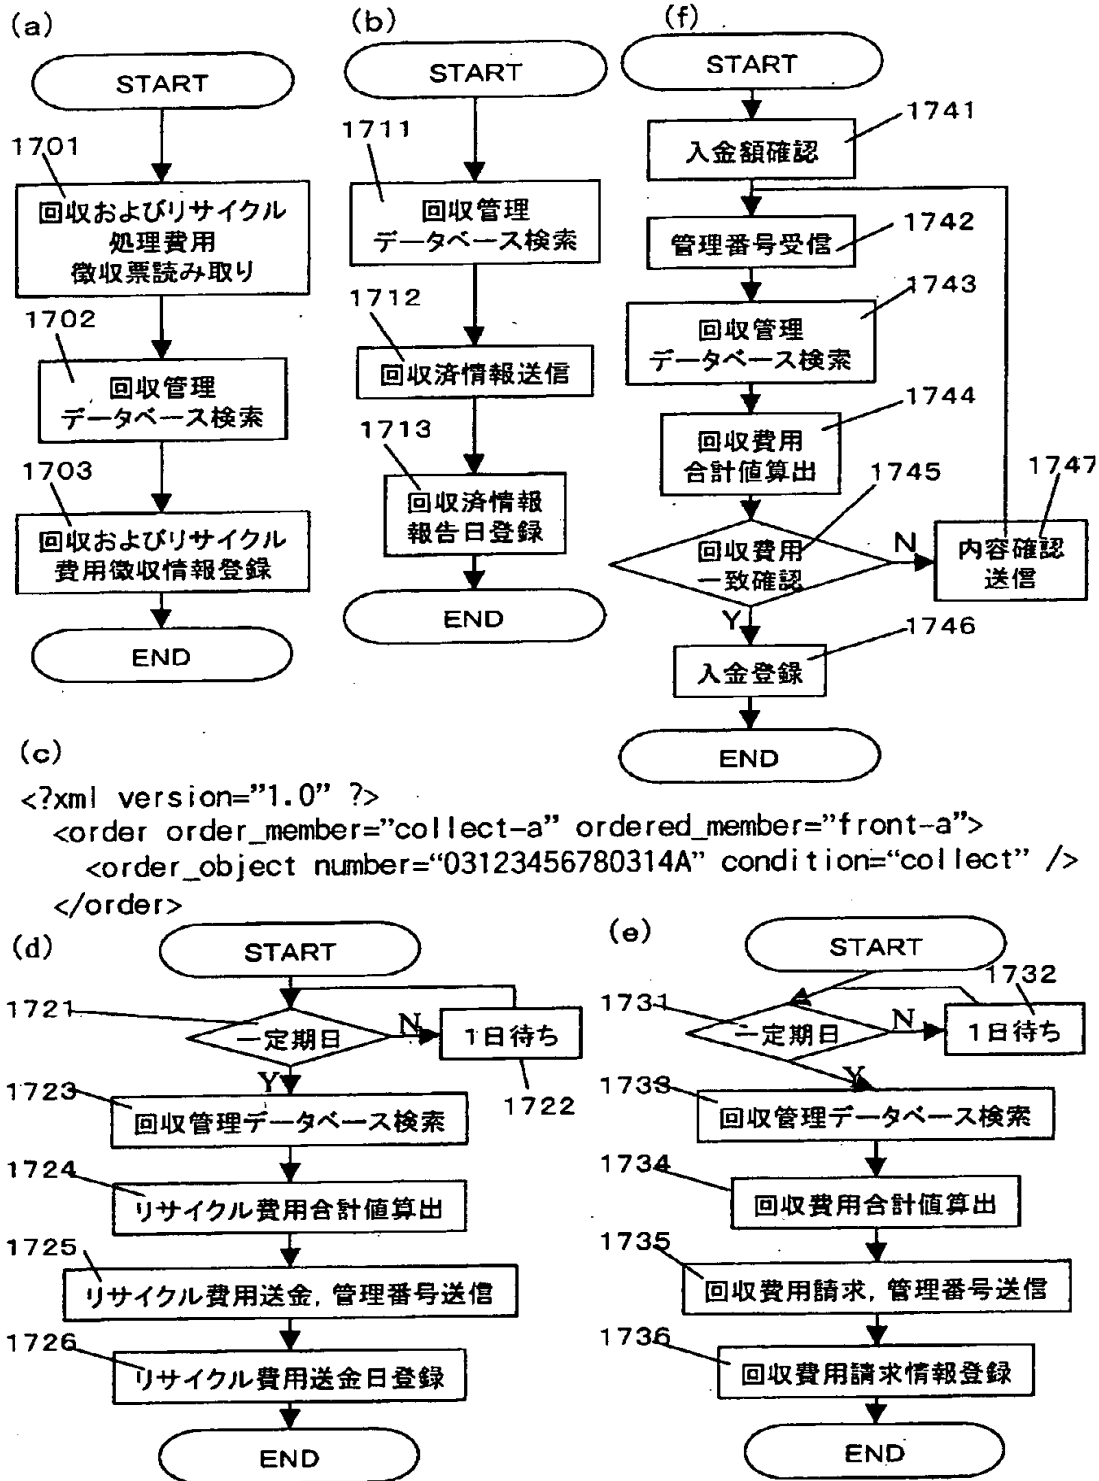 (a)
START
1701
回収およびリサイクル
処理費用
徴収票読み取り
1702
回収管理
データベース検索
1703
回収およびリサイクル
費用徴収情報登録
END
(b)
START
1711
回収管理
データベース検索
1712
回収済情報送信
1713
回収済情報
報告日登録
END
(f)
START
1741
入金額確認
1742
管理番号受信
1743
回収管理
データベース検索
1744
回収費用
合計値算出
1745
回収費用
一致確認
N
1747
内容確認
送信
Y
1746
入金登録
END
(c)
<?xml version="1.0" ?>
<order order_member="collect-a" ordered_member="front-a">
<order_object number="03123456780314A" condition="collect" />
</order>
(d)
START
1721
一定期日
N
1日待ち
1722
Y
1723
回収管理データベース検索
1724
リサイクル費用合計値算出
1725
リサイクル費用送金, 管理番号送信
1726
リサイクル費用送金日登録
END
(e)
START
1732
1731
一定期日
N
1日待ち
Y
1733
回収管理データベース検索
1734
回収費用合計値算出
1735
回収費用請求, 管理番号送信
1736
回収費用請求情報登録
END